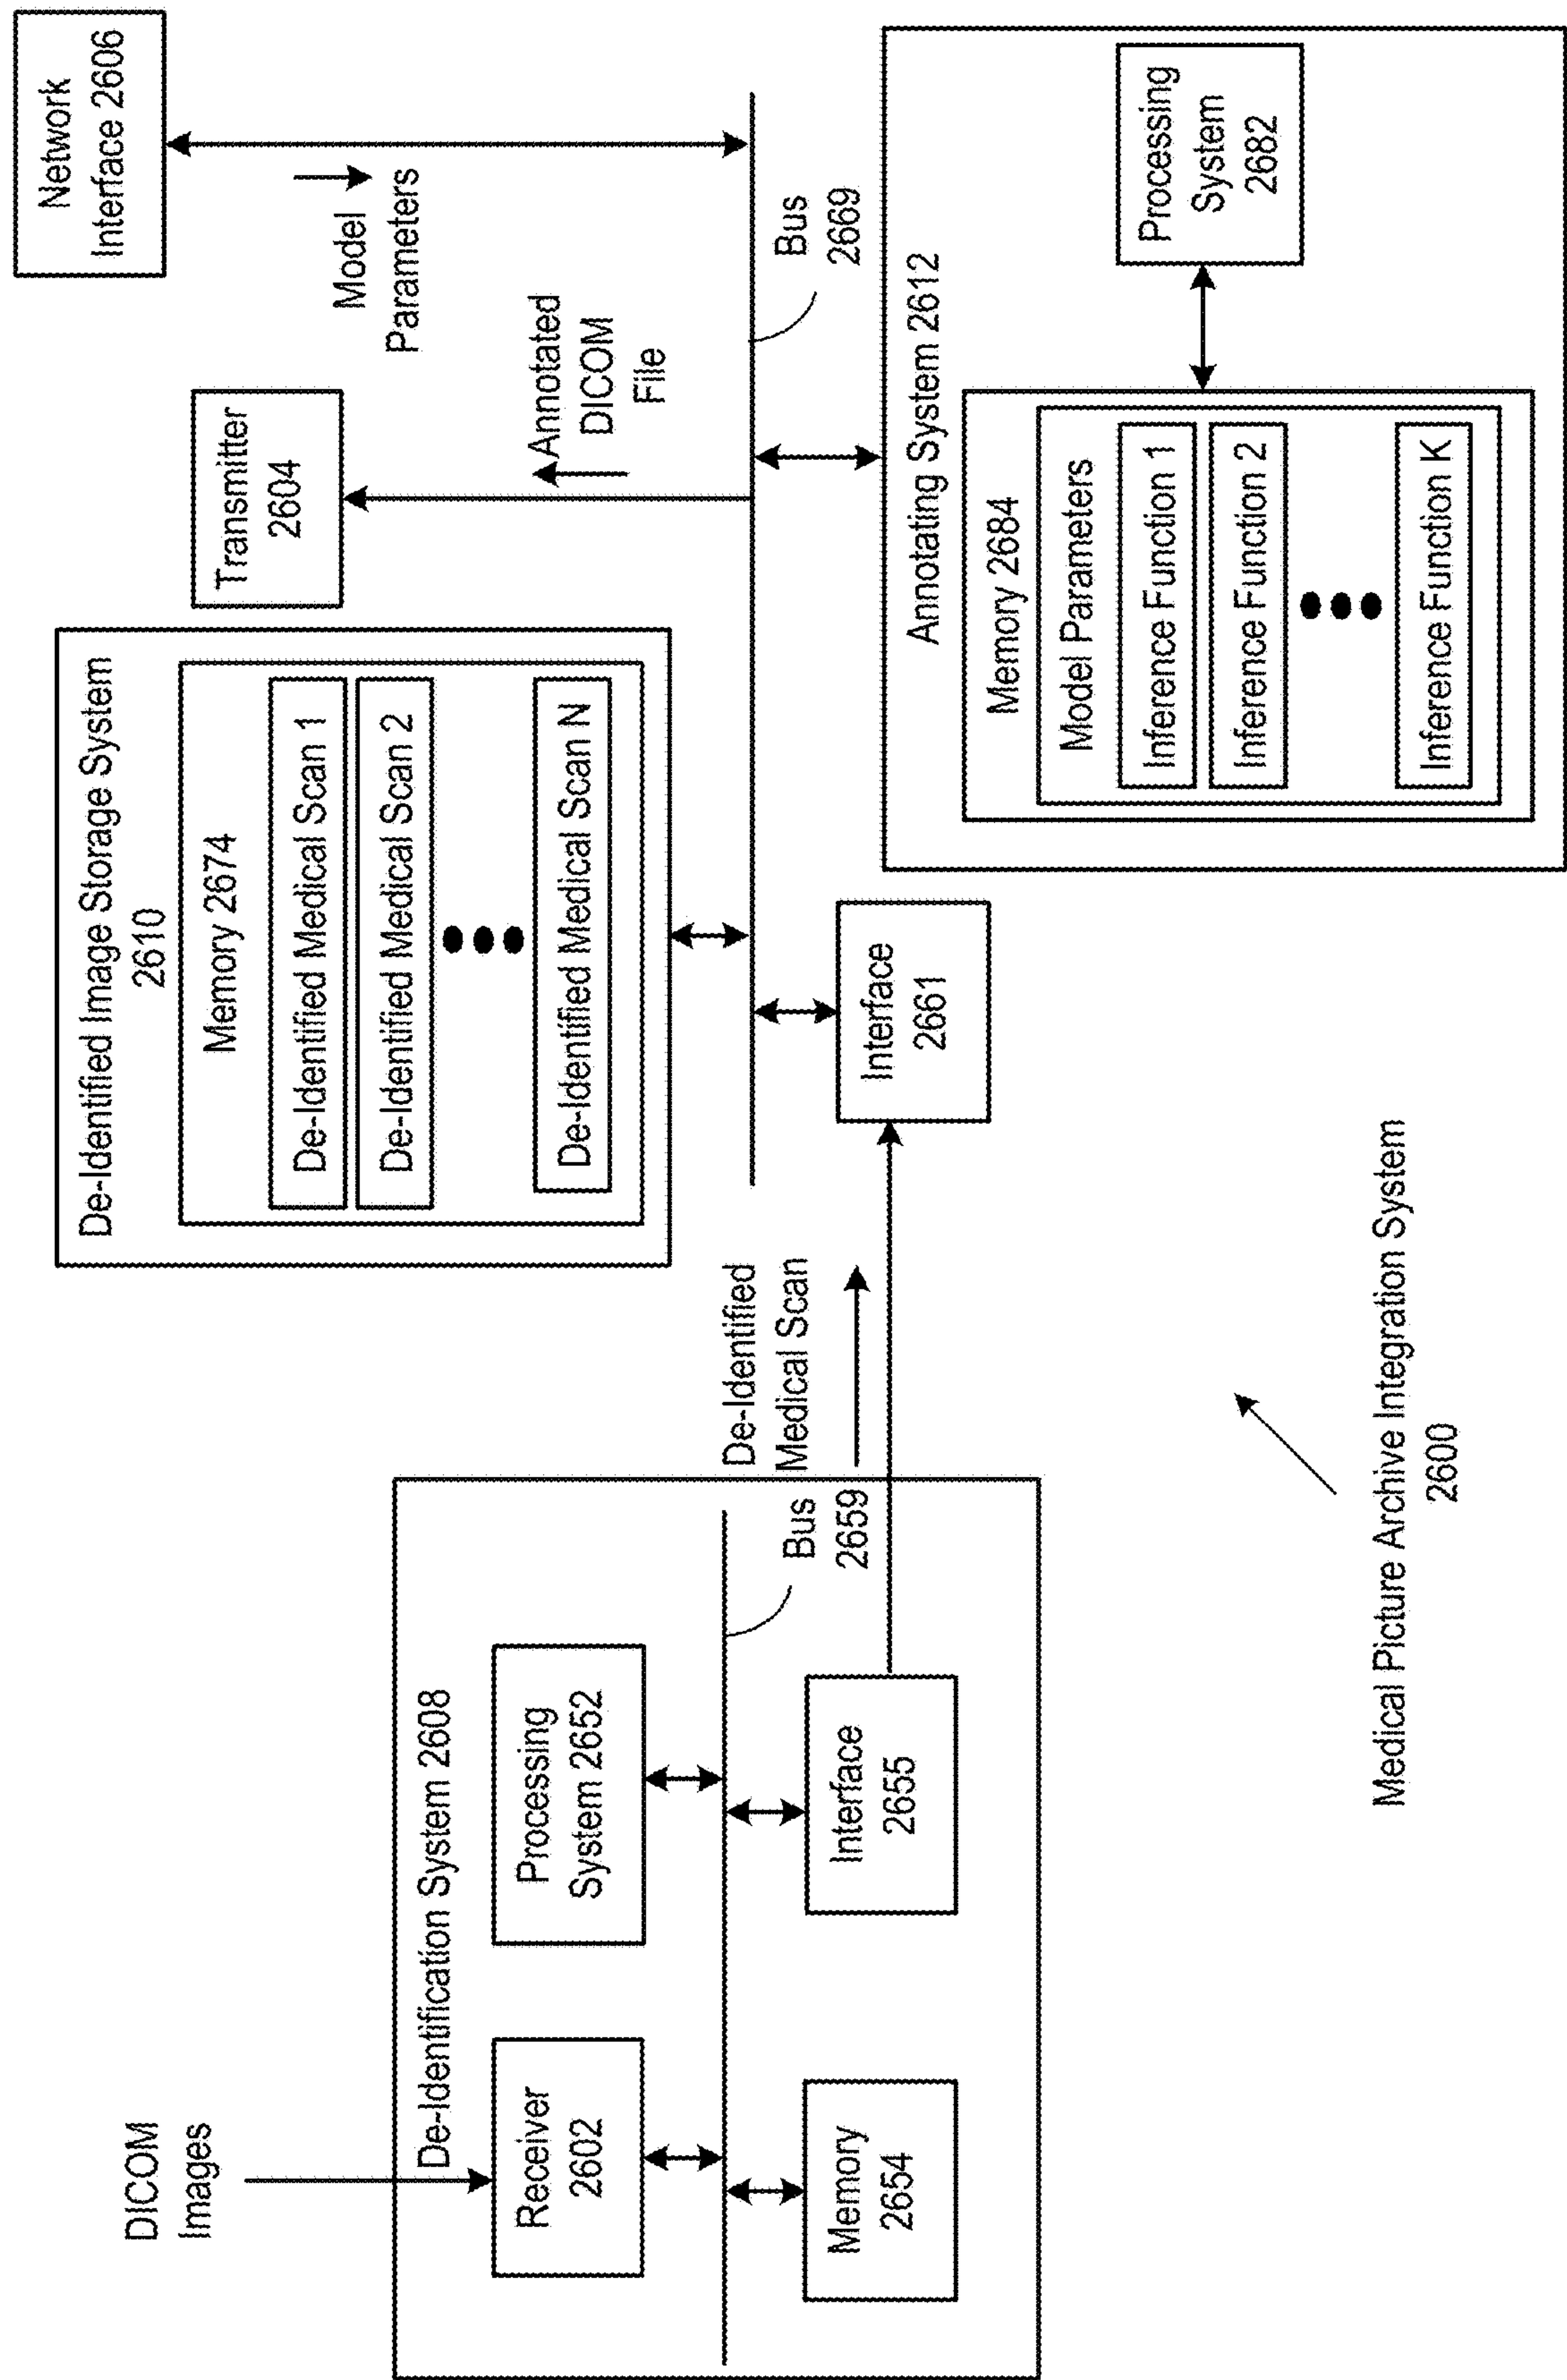 DICOM
Images
De-Identification System 2608
Receiver
2602
Processing
System 2652
Memory
2654
Interface
2655
Bus
2659
De-Identified
Medical Scan
De-Identified Image Storage System
2610
Memory 2674
De-Identified Medical Scan 1
De-Identified Medical Scan 2
De-Identified Medical Scan N
Transmitter
2604
Annotated
DICOM
File
Network
Interface 2606
Model
Parameters
Bus
2669
Interface
2661
Annotating System 2612
Memory 2684
Model Parameters
Inference Function 1
Inference Function 2
Inference Function K
Processing
System
2682
Medical Picture Archive Integration System
2600